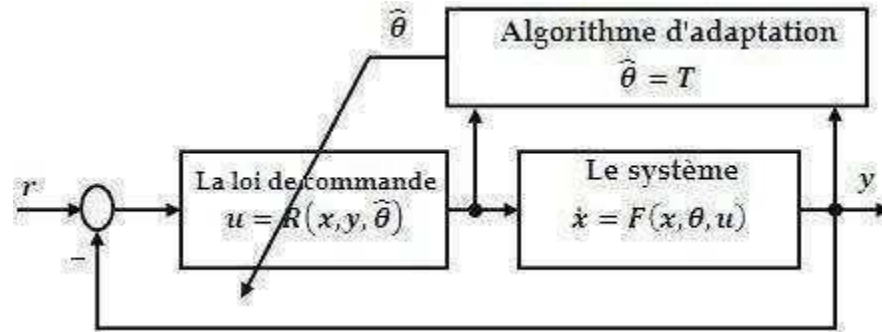 θ̂
Algorithme d'adaptation
θ̂ = T
r
La loi de commande
u = R(x, y, θ̂)
Le système
ẋ = F(x, θ, u)
y
−